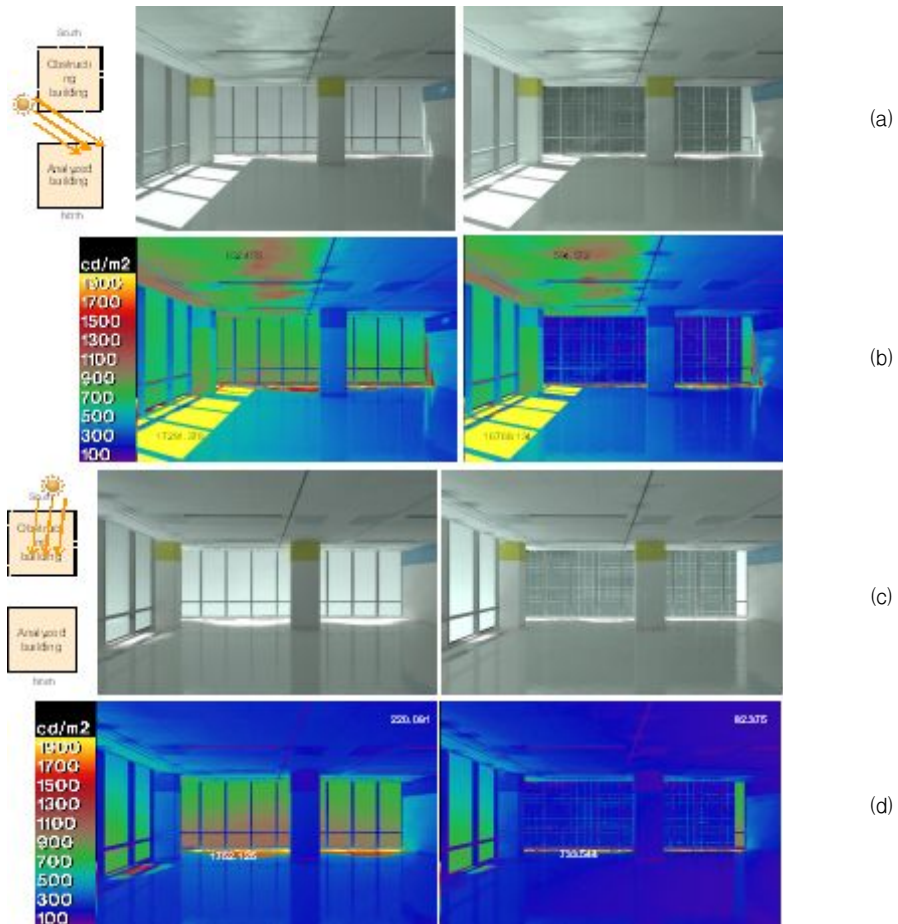 South
Obstructi
ng
building
Analyzed
building
North
(a)
cd/m2
1900
1700
1500
1300
1100
900
700
500
300
100
(b)
South
building
Analyzed
building
North
(c)
cd/m2
1900
1700
1500
1300
1100
900
700
500
300
100
220.091
82.375
(d)